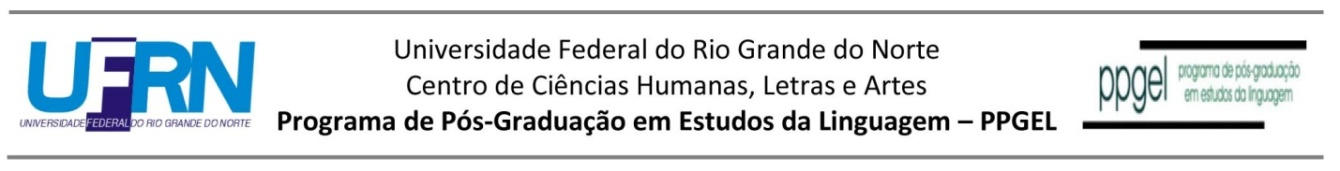 UFRN
UNIVERSIDADE FEDERAL DO RIO GRANDE DO NORTE
Universidade Federal do Rio Grande do Norte
Centro de Ciências Humanas, Letras e Artes
Programa de Pós-Graduação em Estudos da Linguagem – PPGEL
ppgel
programa de pós-graduação
em estudos da linguagem